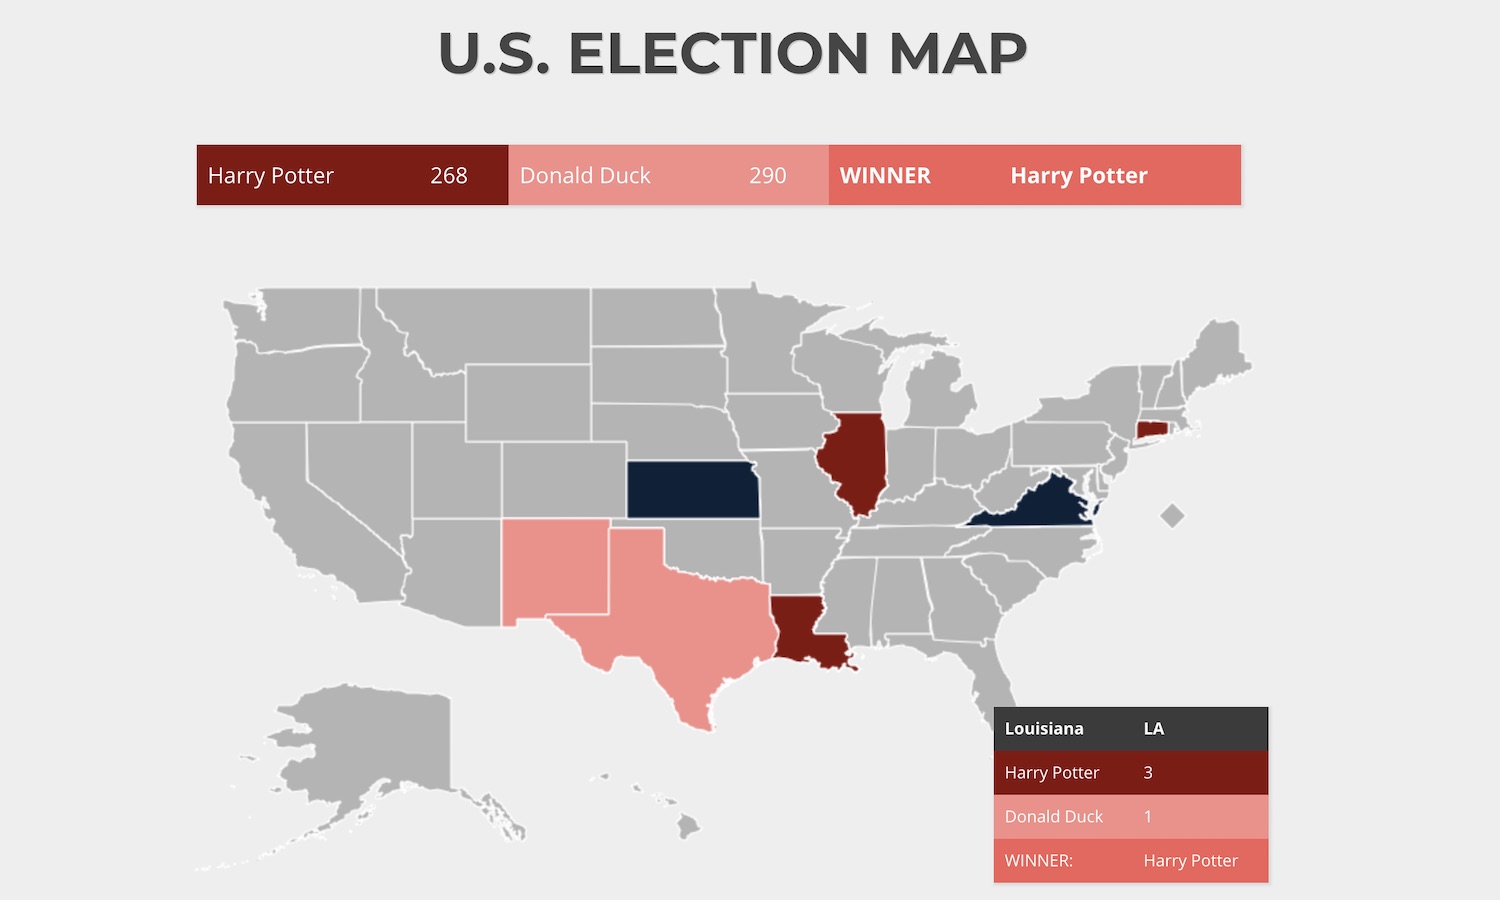 U.S. ELECTION MAP
Harry Potter 268 Donald Duck 290 WINNER Harry Potter
Louisiana LA
Harry Potter 3
Donald Duck 1
WINNER: Harry Potter